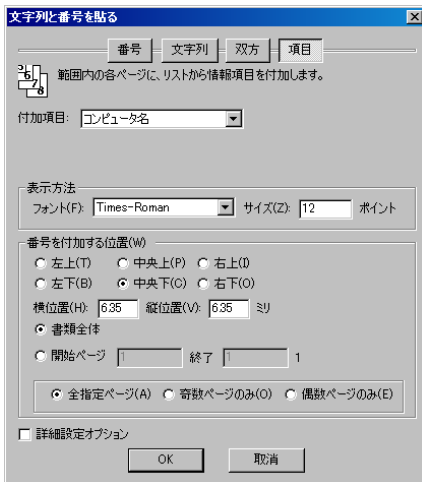 文字列と番号を貼る
番号 文字列 双方 項目
5 6 7 8 範囲内の各ページに、リストから情報項目を付加します。
付加項目: コンピュータ名
表示方法
フォント(F): Times-Roman サイズ(Z): 12 ポイント
番号を付加する位置(W)
左上(T) 中央上(P) 右上(I)
左下(B) 中央下(C) 右下(O)
横位置(H): 6.35 縦位置(V): 6.35 ミリ
書類全体
開始ページ 1 終了 1 1
全指定ページ(A) 奇数ページのみ(O) 偶数ページのみ(E)
詳細設定オプション
OK 取消